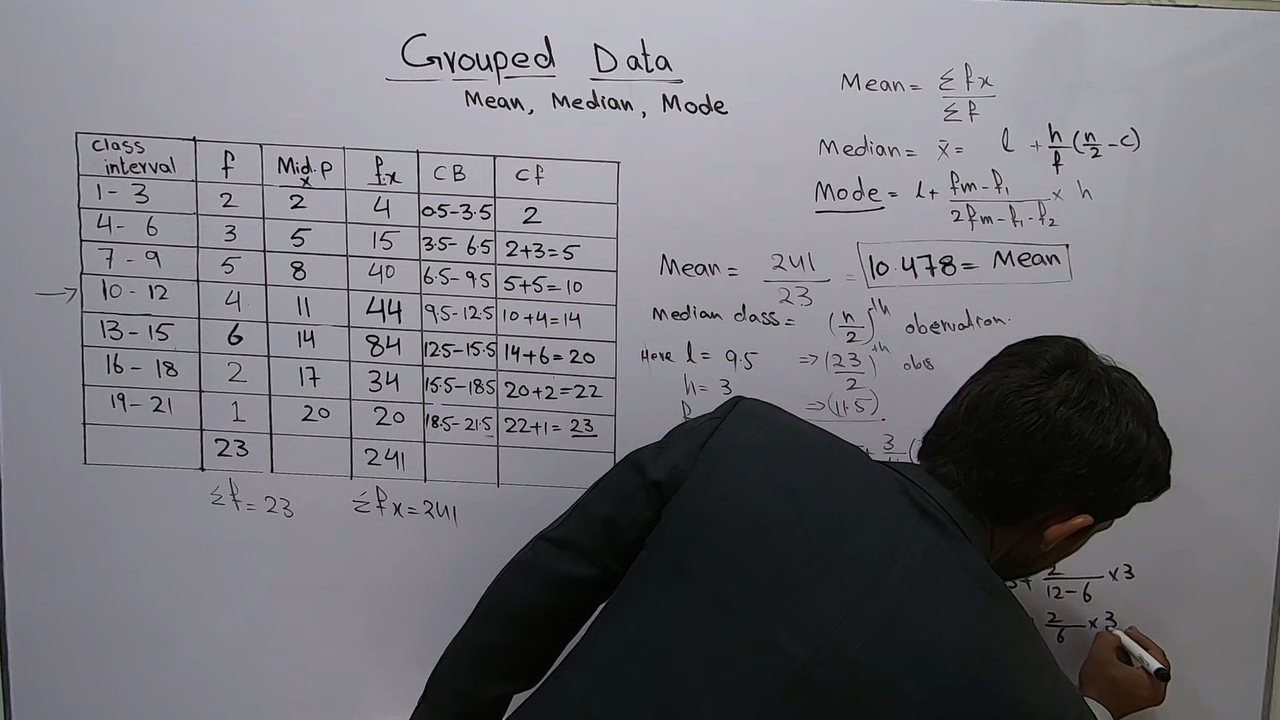 Grouped Data
Mean, Median, Mode
class interval f Mid.P x f.x CB Cf
1 - 3 2 2 4 0.5-3.5 2
4 - 6 3 5 15 3.5- 6.5 2+3=5
7 - 9 5 8 40 6.5-9.5 5+5=10
10 - 12 4 11 44 9.5-12.5 10+4=14
13 - 15 6 14 84 12.5-15.5 14+6=20
16 - 18 2 17 34 15.5-18.5 20+2=22
19 - 21 1 20 20 18.5-21.5 22+1=23
23 241
Σf = 23 Σfx = 241
Mean = Σfx / Σf
Median = x̃ = l + h/f (n/2 - C)
Mode = l + fm-f1 / 2fm-f1-f2 × h
Mean = 241 / 23 = 10.478 = Mean
Median class = (n/2)th obervation.
Here l = 9.5 => (23/2)th obs
h = 3
=> (11.5).
+ 3
2 / 12-6 × 3
2 / 6 × 3